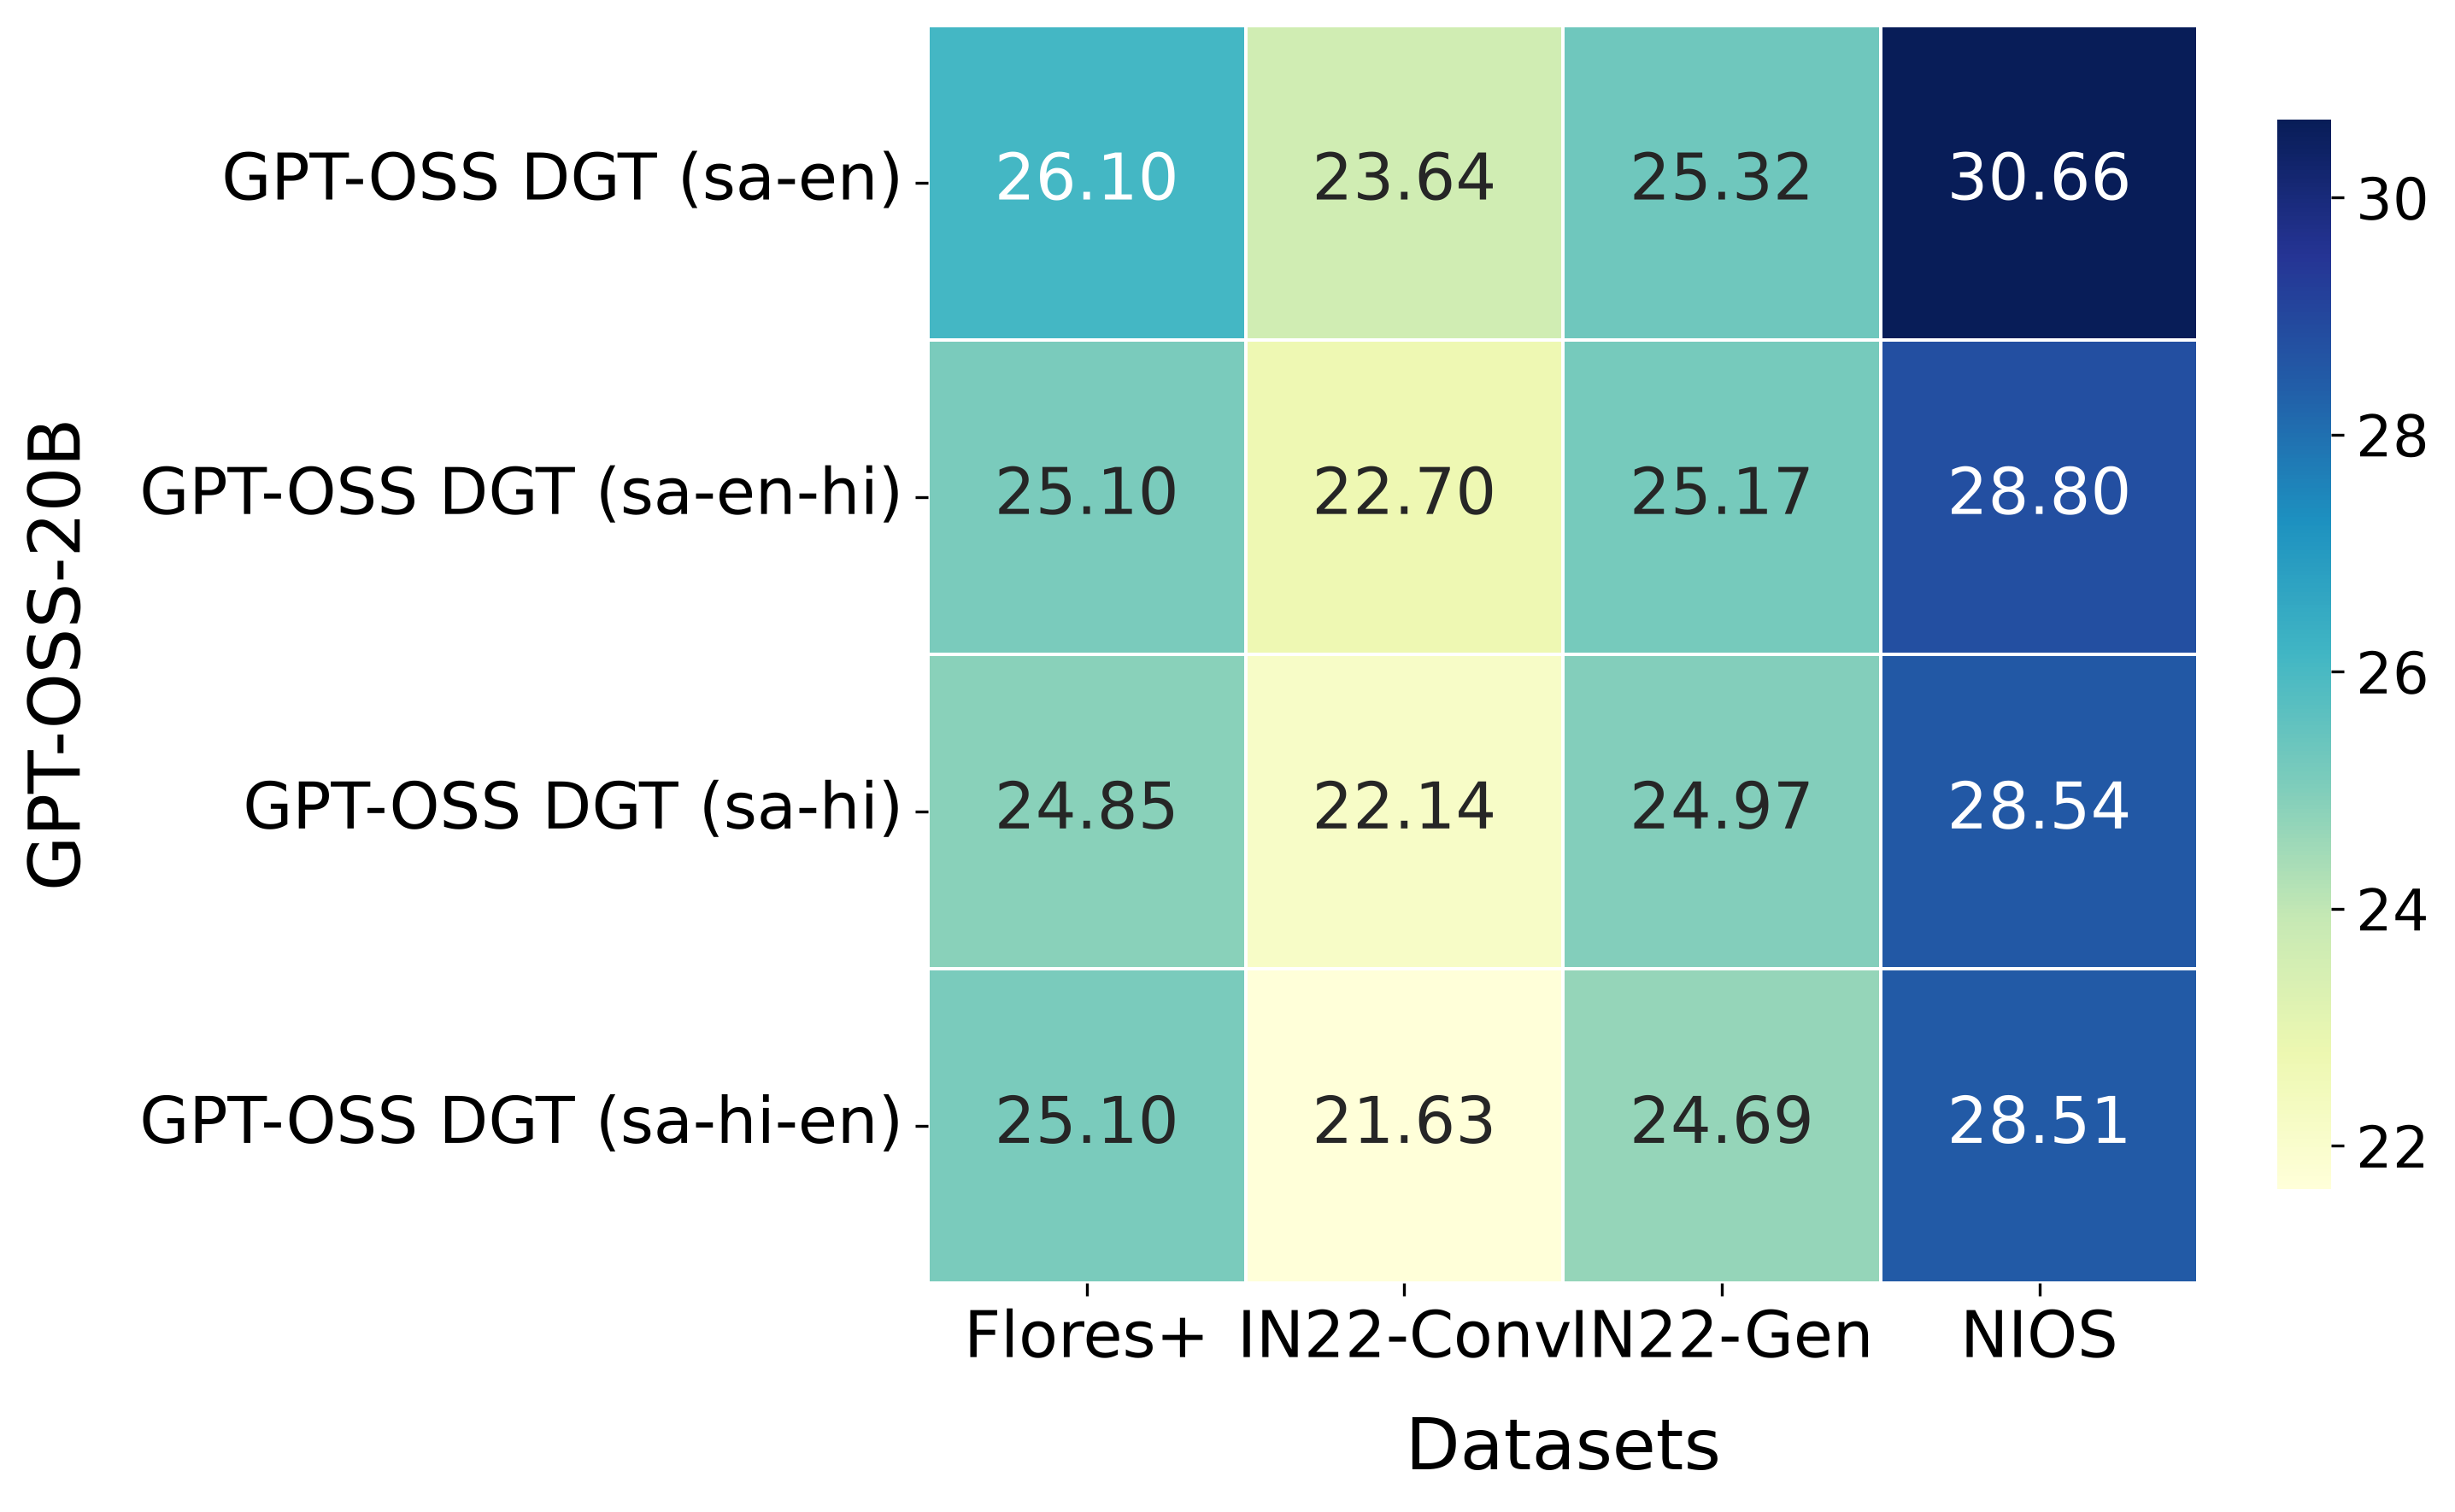 GPT-OSS-20B
GPT-OSS DGT (sa-en) 26.10 23.64 25.32 30.66
GPT-OSS DGT (sa-en-hi) 25.10 22.70 25.17 28.80
GPT-OSS DGT (sa-hi) 24.85 22.14 24.97 28.54
GPT-OSS DGT (sa-hi-en) 25.10 21.63 24.69 28.51
Flores+ IN22-Conv IN22-Gen NIOS
Datasets
30
28
26
24
22